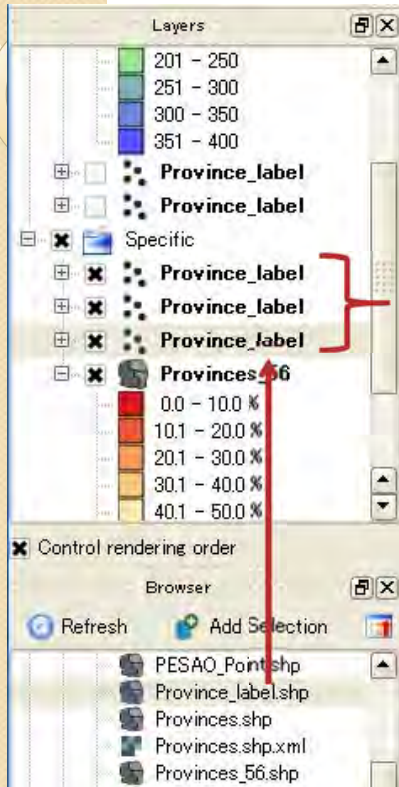 Layers
201 - 250
251 - 300
300 - 350
351 - 400
Province_label
Province_label
Specific
Province_label
Province_label
Province_label
Provinces_56
0.0 - 10.0 %
10.1 - 20.0 %
20.1 - 30.0 %
30.1 - 40.0 %
40.1 - 50.0 %
Control rendering order
Browser
Refresh Add Selection
PESAO_Point.shp
Province_label.shp
Provinces.shp
Provinces.shp.xml
Provinces_56.shp